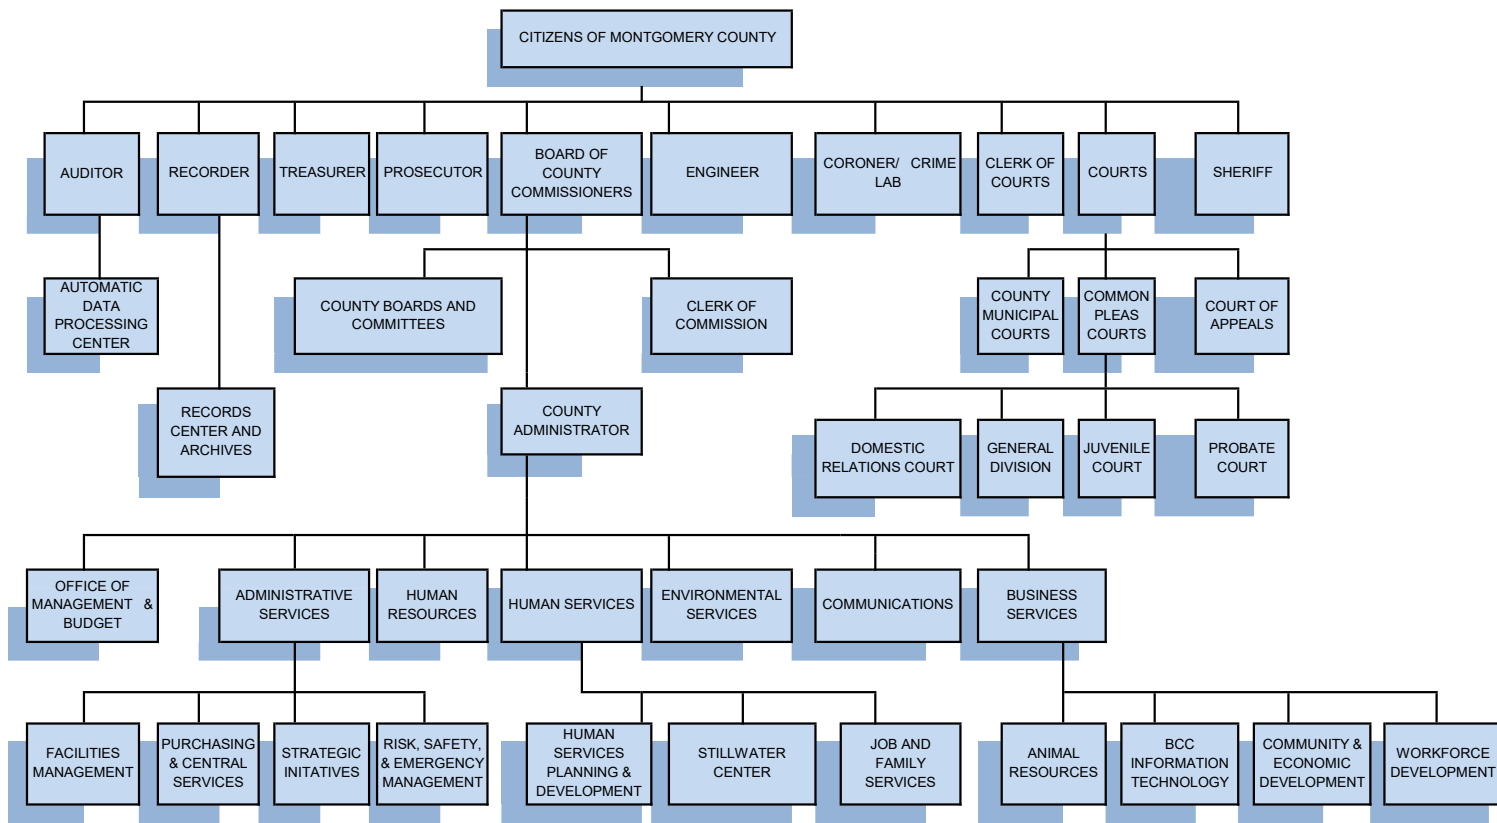 CITIZENS OF MONTGOMERY COUNTY
AUDITOR
RECORDER
TREASURER
PROSECUTOR
BOARD OF
COUNTY
COMMISSIONERS
ENGINEER
CORONER/ CRIME
LAB
CLERK OF
COURTS
COURTS
SHERIFF
AUTOMATIC
DATA
PROCESSING
CENTER
COUNTY BOARDS AND
COMMITTEES
CLERK OF
COMMISSION
COUNTY
MUNICIPAL
COURTS
COMMON
PLEAS
COURTS
COURT OF
APPEALS
RECORDS
CENTER AND
ARCHIVES
COUNTY
ADMINISTRATOR
DOMESTIC
RELATIONS COURT
GENERAL
DIVISION
JUVENILE
COURT
PROBATE
COURT
OFFICE OF
MANAGEMENT &
BUDGET
ADMINISTRATIVE
SERVICES
HUMAN
RESOURCES
HUMAN SERVICES
ENVIRONMENTAL
SERVICES
COMMUNICATIONS
BUSINESS
SERVICES
FACILITIES
MANAGEMENT
PURCHASING
& CENTRAL
SERVICES
STRATEGIC
INITATIVES
RISK, SAFETY,
& EMERGENCY
MANAGEMENT
HUMAN
SERVICES
PLANNING &
DEVELOPMENT
STILLWATER
CENTER
JOB AND
FAMILY
SERVICES
ANIMAL
RESOURCES
BCC
INFORMATION
TECHNOLOGY
COMMUNITY &
ECONOMIC
DEVELOPMENT
WORKFORCE
DEVELOPMENT